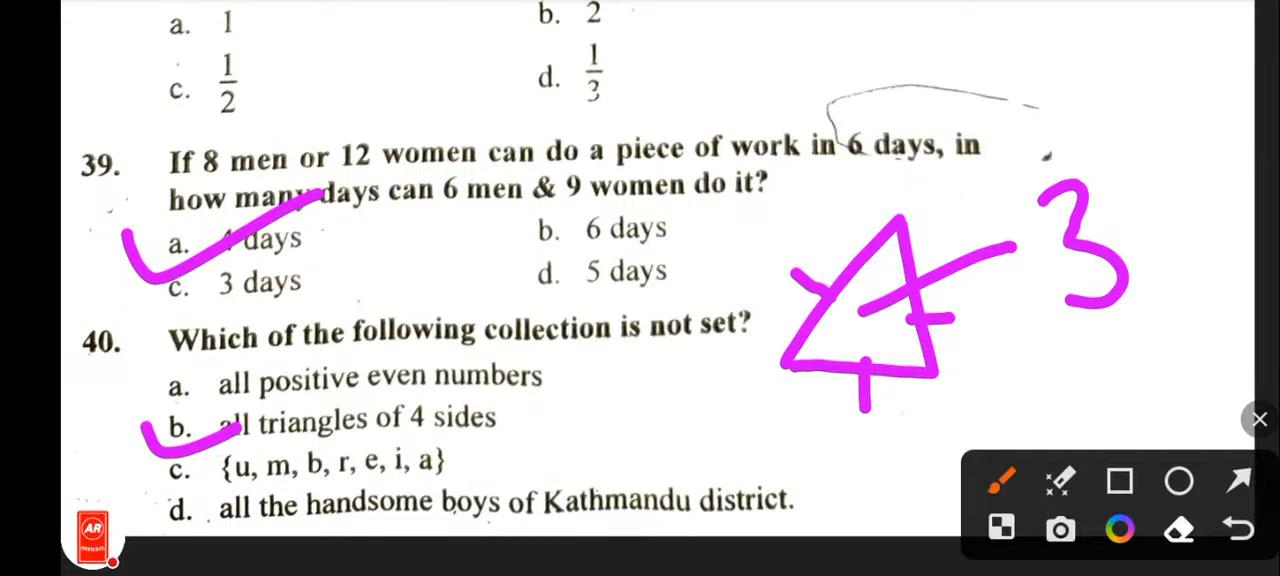 a. 1 b. 2
c. 1/2 d. 1/3
39. If 8 men or 12 women can do a piece of work in 6 days, in
how many days can 6 men & 9 women do it?
a. days b. 6 days
c. 3 days d. 5 days
3
40. Which of the following collection is not set?
a. all positive even numbers
b. all triangles of 4 sides
c. {u, m, b, r, e, i, a}
d. all the handsome boys of Kathmandu district.
AR